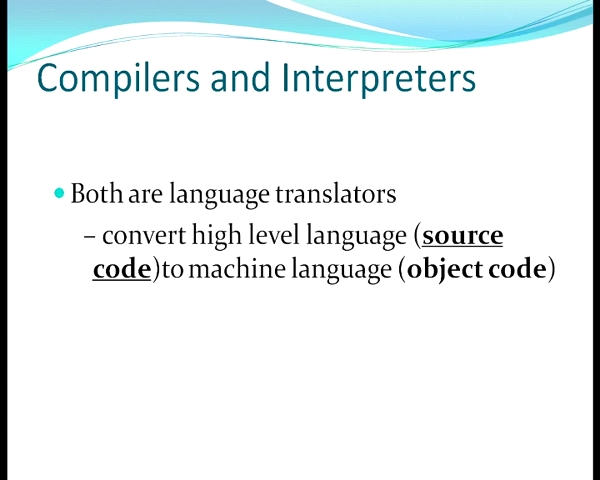 Compilers and Interpreters
• Both are language translators
– convert high level language (source
code)to machine language (object code)